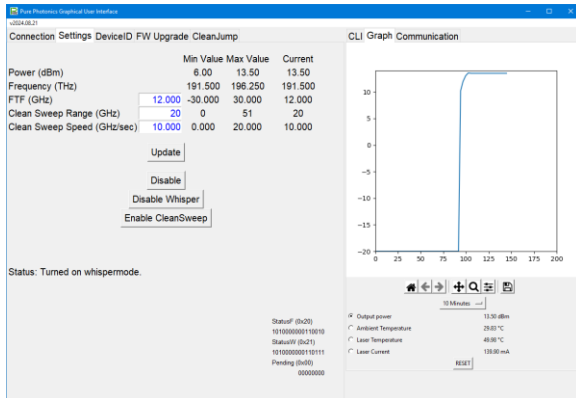 Pure Photonics Graphical User Interface
v2024.08.21
Connection Settings DeviceID FW Upgrade CleanJump
CLI Graph Communication
Min Value Max Value Current
Power (dBm) 6.00 13.50 13.50
Frequency (THz) 191.500 196.250 191.500
FTF (GHz) 12.000 -30.000 30.000 12.000
Clean Sweep Range (GHz) 20 0 51 20
Clean Sweep Speed (GHz/sec) 10.000 0.000 20.000 10.000
Update
Disable
Disable Whisper
Enable CleanSweep
Status: Turned on whispermode.
StatusF (0x20)
1010000000110010
StatusW (0x21)
1010000000110111
Pending (0x00)
00000000
10
5
0
−5
−10
−15
−20
0 25 50 75 100 125 150 175 200
10 Minutes
Output power 13.50 dBm
Ambient Temperature 29.03 °C
Laser Temperature 49.90 °C
Laser Current 139.90 mA
RESET